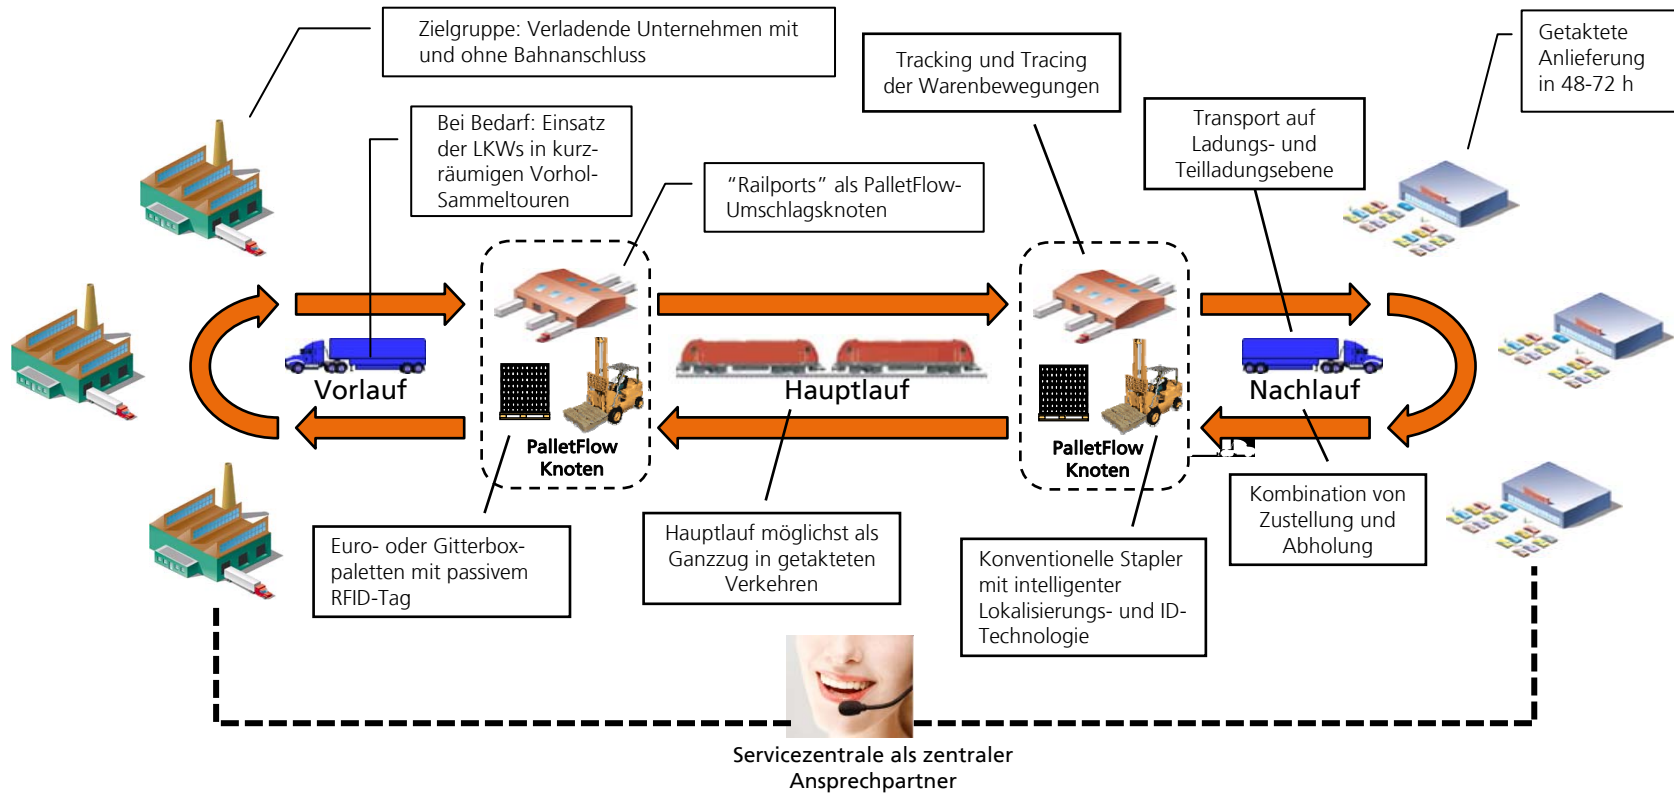 Zielgruppe: Verladende Unternehmen mit
und ohne Bahnanschluss
Tracking und Tracing
der Warenbewegungen
Getaktete
Anlieferung
in 48-72 h
Bei Bedarf: Einsatz
der LKWs in kurz-
räumigen Vorhol-
Sammeltouren
"Railports" als PalletFlow-
Umschlagsknoten
Transport auf
Ladungs- und
Teilladungsebene
Vorlauf
Hauptlauf
Nachlauf
PalletFlow
Knoten
PalletFlow
Knoten
Euro- oder Gitterbox-
paletten mit passivem
RFID-Tag
Hauptlauf möglichst als
Ganzzug in getakteten
Verkehren
Konventionelle Stapler
mit intelligenter
Lokalisierungs- und ID-
Technologie
Kombination von
Zustellung und
Abholung
Servicezentrale als zentraler
Ansprechpartner